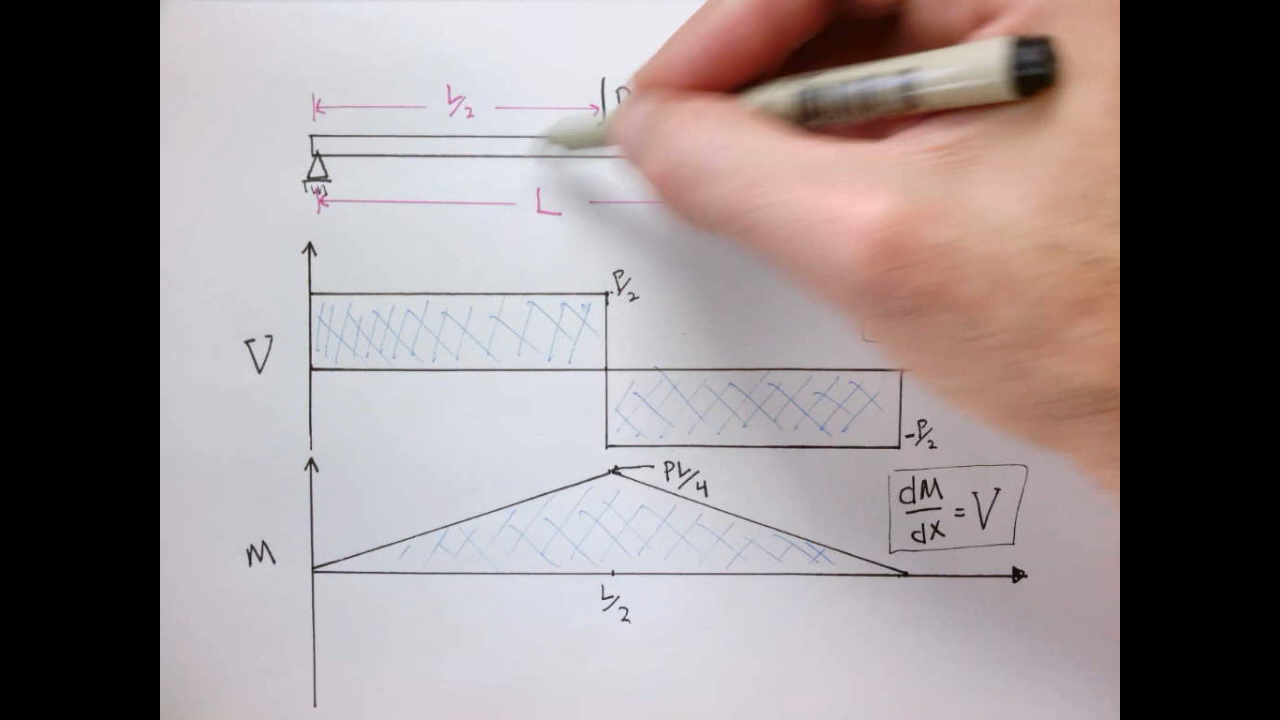 L/2
P
L
P/2
V
-P/2
PL/4
dM/dx = V
M
L/2